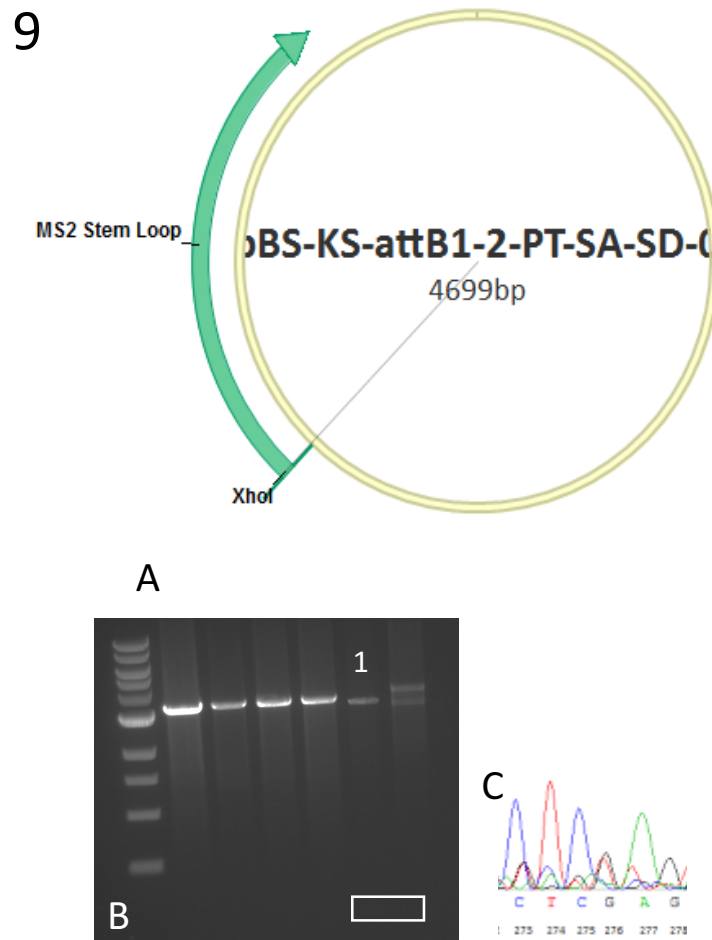 9
MS2 Stem Loop
pBS-KS-attB1-2-PT-SA-SD-0
4699bp
XhoI
A
1
C
B
C T C G A G
273 274 275 276 277 278